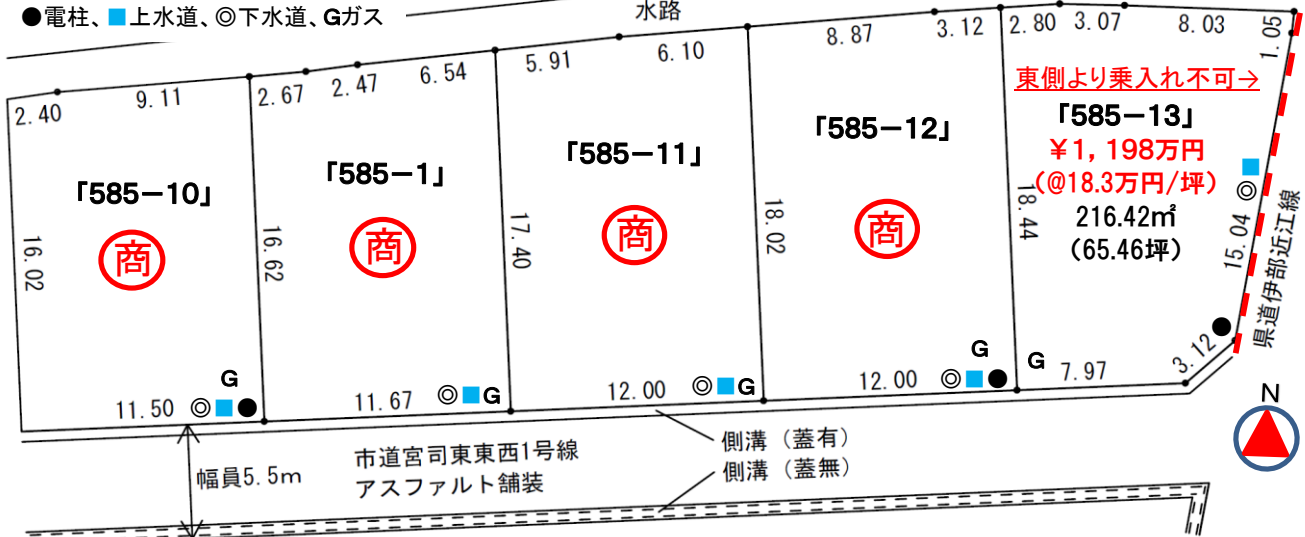 ●電柱、■上水道、◎下水道、Gガス
水路
2.40
9.11
2.67
2.47
6.54
5.91
6.10
8.87
3.12
2.80
3.07
8.03
1.05
東側より乗入れ不可→
「585-10」
商
「585-1」
商
「585-11」
商
「585-12」
商
「585-13」
¥1,198万円
(@18.3万円/坪)
216.42㎡
(65.46坪)
16.02
16.62
17.40
18.02
18.44
15.04
県道伊部近江線
G
11.50
11.67
G
12.00
G
G
12.00
G
7.97
3.12
N
幅員5.5m
市道宮司東東西1号線
アスファルト舗装
側溝(蓋有)
側溝(蓋無)